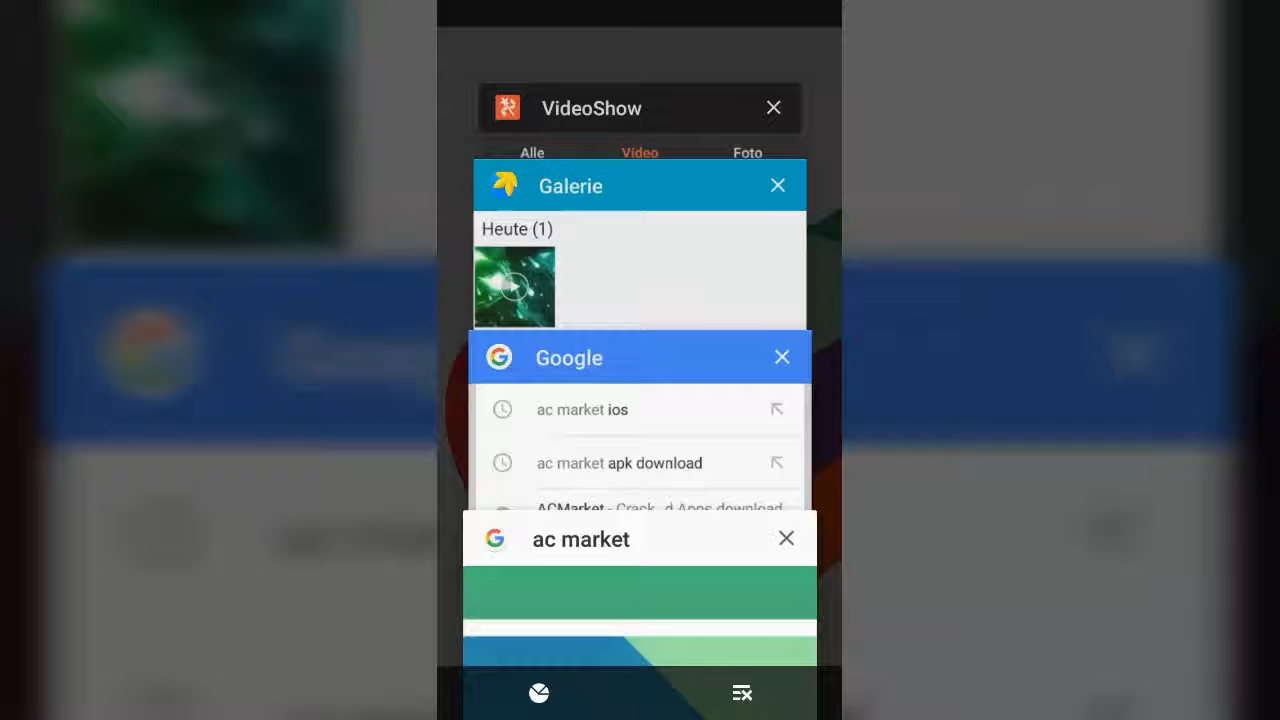 VideoShow
Alle Video Foto
Galerie
Heute (1)
Google
ac market ios
ac market apk download
ACMarket - Crack d Apps download
ac market